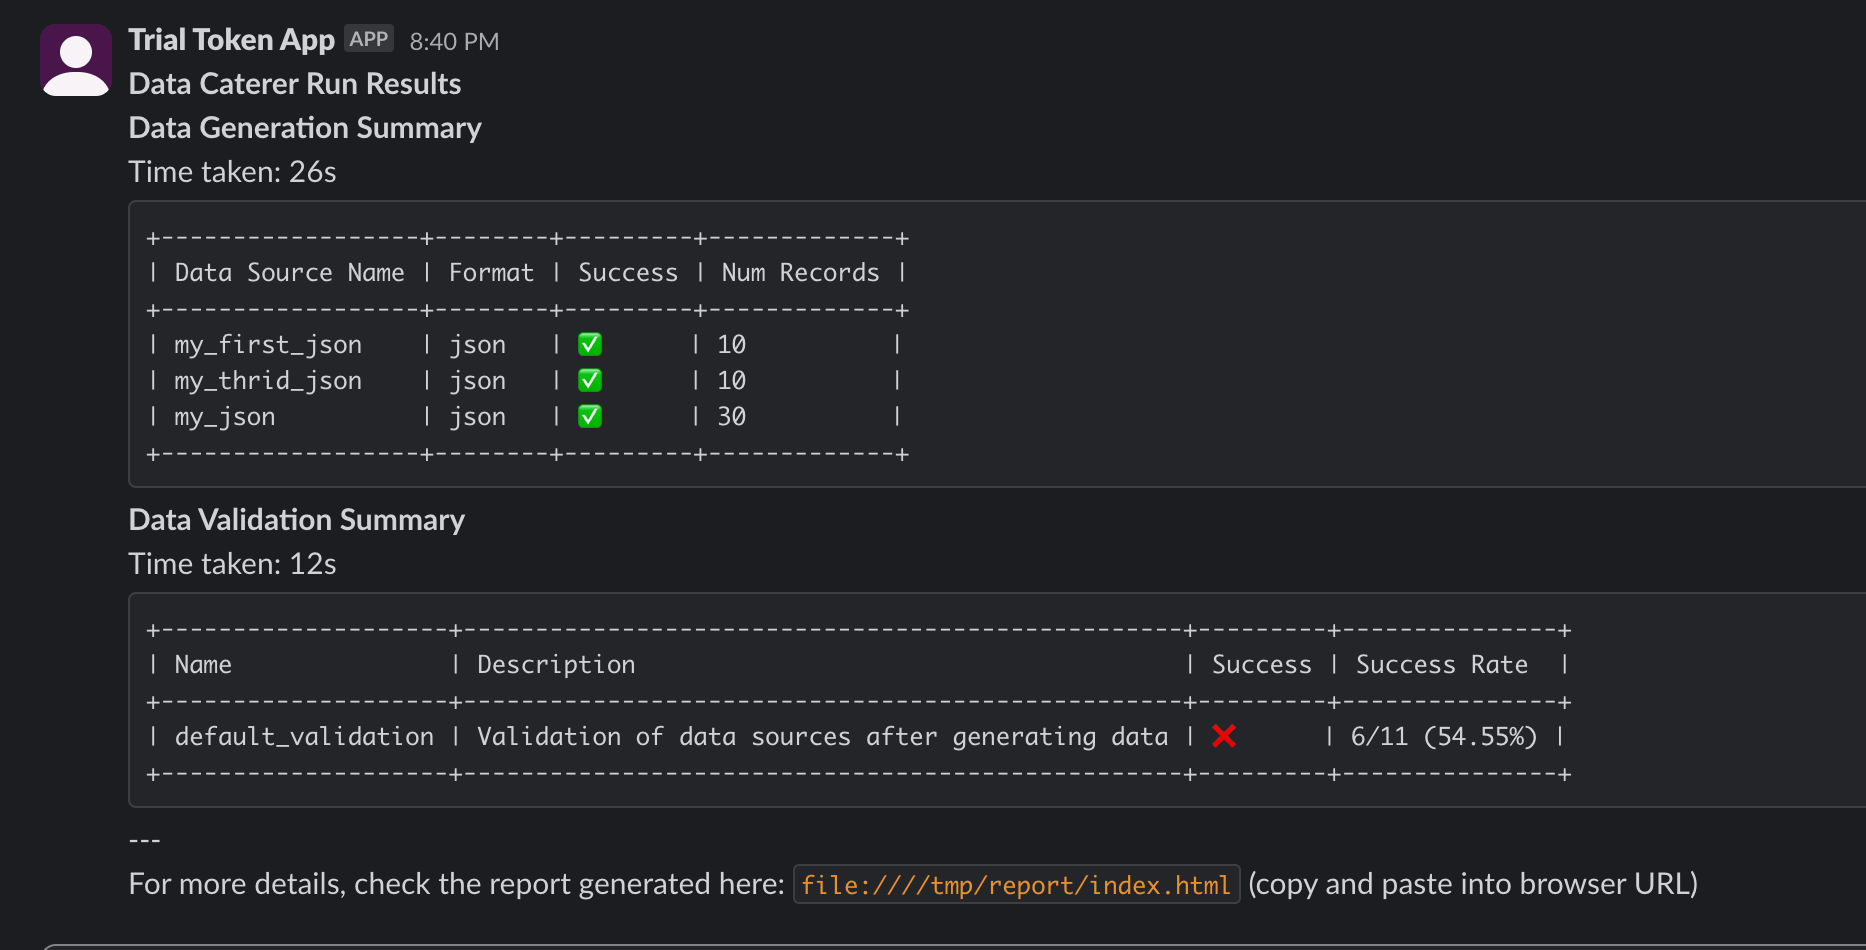 Trial Token App APP 8:40 PM
Data Caterer Run Results
Data Generation Summary
Time taken: 26s
+------------------+--------+---------+-------------+
| Data Source Name | Format | Success | Num Records |
+------------------+--------+---------+-------------+
| my_first_json    | json   | ✅      | 10          |
| my_thrid_json    | json   | ✅      | 10          |
| my_json          | json   | ✅      | 30          |
+------------------+--------+---------+-------------+
Data Validation Summary
Time taken: 12s
+--------------------+--------------------------------------------------+---------+---------------+
| Name               | Description                                      | Success | Success Rate  |
+--------------------+--------------------------------------------------+---------+---------------+
| default_validation | Validation of data sources after generating data | ❌      | 6/11 (54.55%) |
+--------------------+--------------------------------------------------+---------+---------------+
---
For more details, check the report generated here: file:////tmp/report/index.html (copy and paste into browser URL)